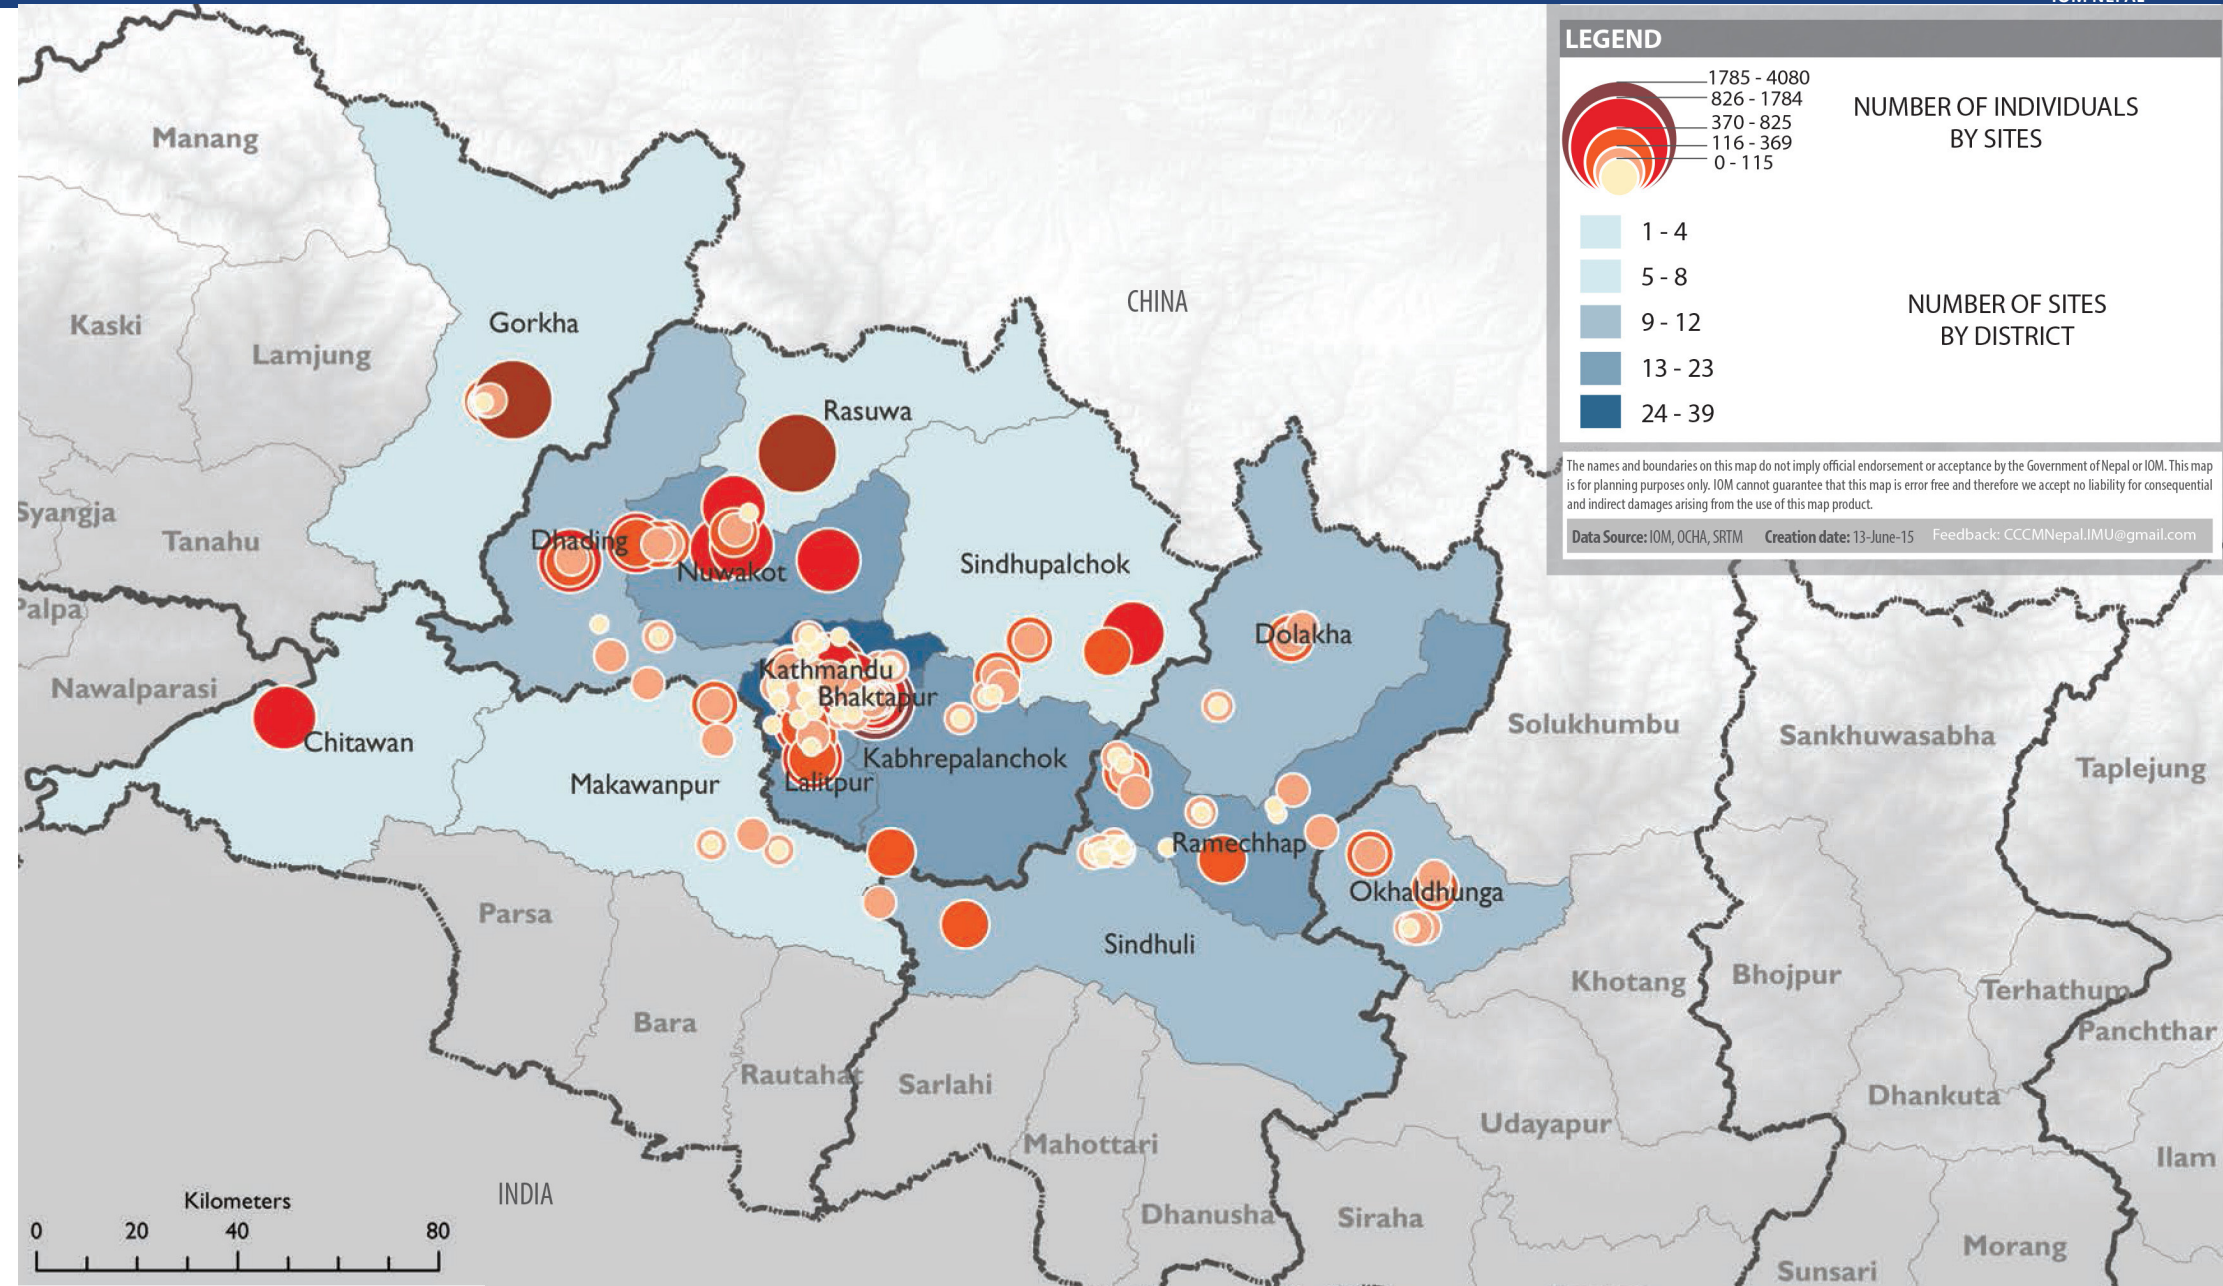 LEGEND
1785 - 4080
826 - 1784
370 - 825
116 - 369
0 - 115
NUMBER OF INDIVIDUALS
BY SITES
1 - 4
5 - 8
9 - 12
13 - 23
24 - 39
NUMBER OF SITES
BY DISTRICT
The names and boundaries on this map do not imply official endorsement or acceptance by the Government of Nepal or IOM. This map
is for planning purposes only. IOM cannot guarantee that this map is error free and therefore we accept no liability for consequential
and indirect damages arising from the use of this map product.
Data Source: IOM, OCHA, SRTM Creation date: 13-June-15 Feedback: CCCMNepal.IMU@gmail.com
Manang
CHINA
Kaski
Gorkha
Lamjung
Rasuwa
Syangja
Tanahu
Dhading
Nuwakot
Sindhupalchok
Palpa
Dolakha
Nawalparasi
Kathmandu
Bhaktapur
Chitawan
Kabhrepalanchok
Makawanpur
Lalitpur
Solukhumbu
Sankhuwasabha
Taplejung
Ramechhap
Okhaldhunga
Parsa
Sindhuli
Khotang
Bhojpur
Terhathum
Bara
Panchthar
Rautahat
Sarlahi
Dhankuta
Udayapur
Mahottari
Ilam
INDIA
Dhanusha
Siraha
Morang
Sunsari
Kilometers
0 20 40 80